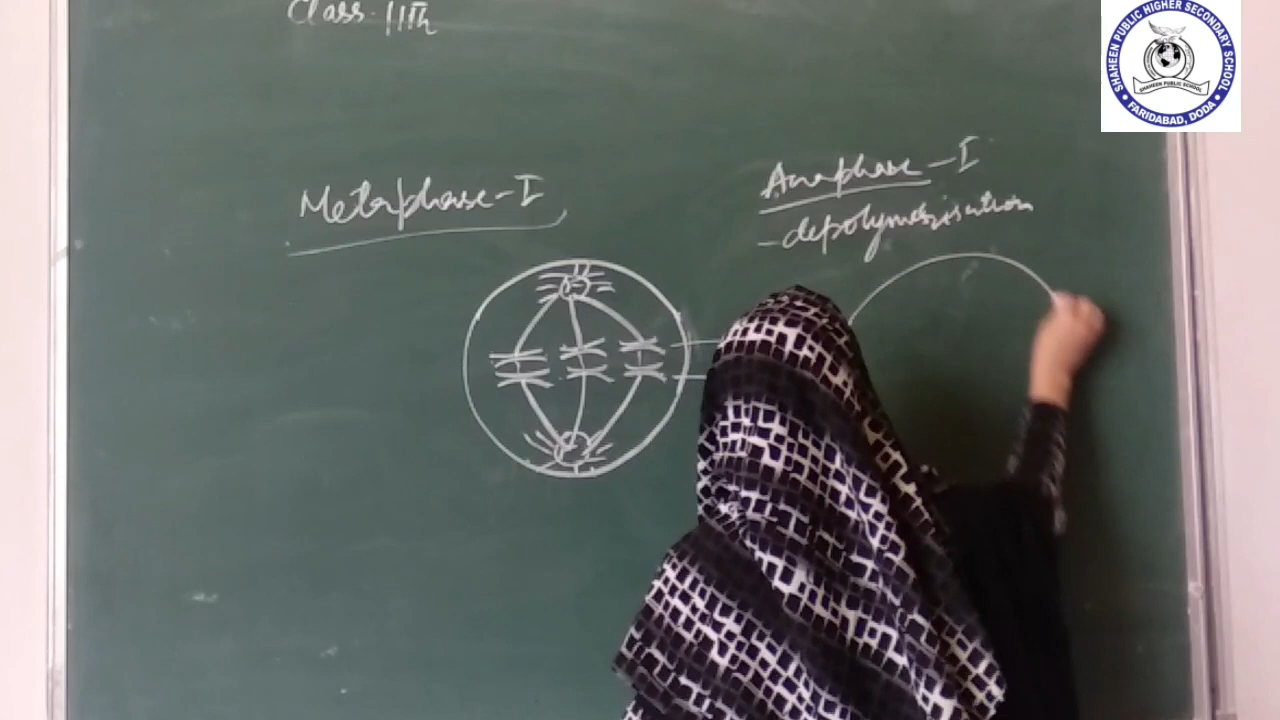 Class. 11th
Metaphase-I
Anaphase-I
- depolymerisation
SHAHEEN PUBLIC HIGHER SECONDARY SCHOOL
SHAHEEN PUBLIC SCHOOL
• FARIDABAD, DODA •